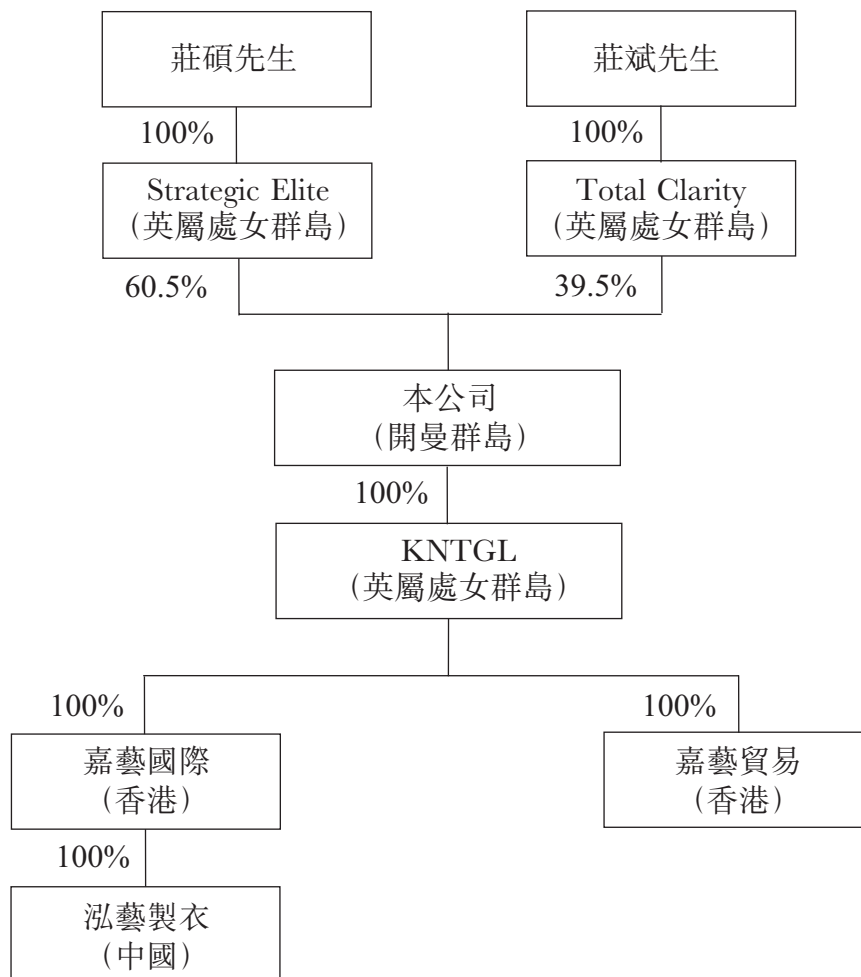 莊碩先生
莊斌先生
100%
100%
Strategic Elite
（英屬處女群島）
Total Clarity
（英屬處女群島）
60.5%
39.5%
本公司
（開曼群島）
100%
KNTGL
（英屬處女群島）
100%
100%
嘉藝國際
（香港）
嘉藝貿易
（香港）
100%
泓藝製衣
（中國）